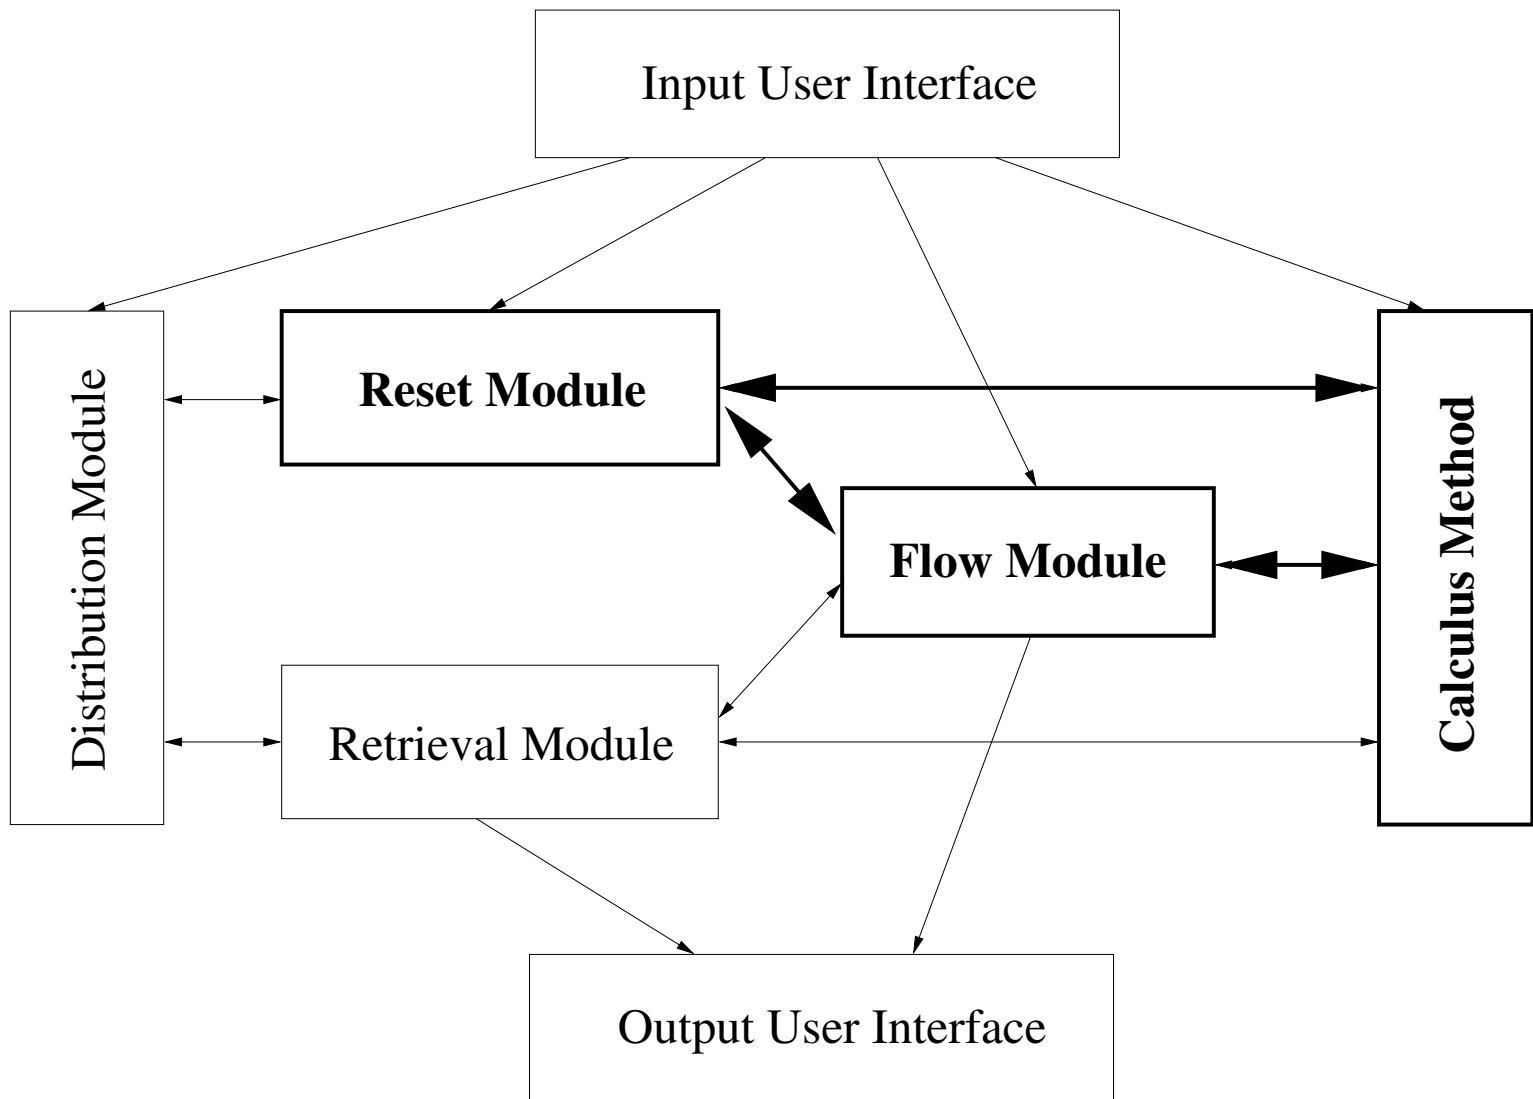 Input User Interface
Distribution Module
Reset Module
Calculus Method
Flow Module
Retrieval Module
Output User Interface